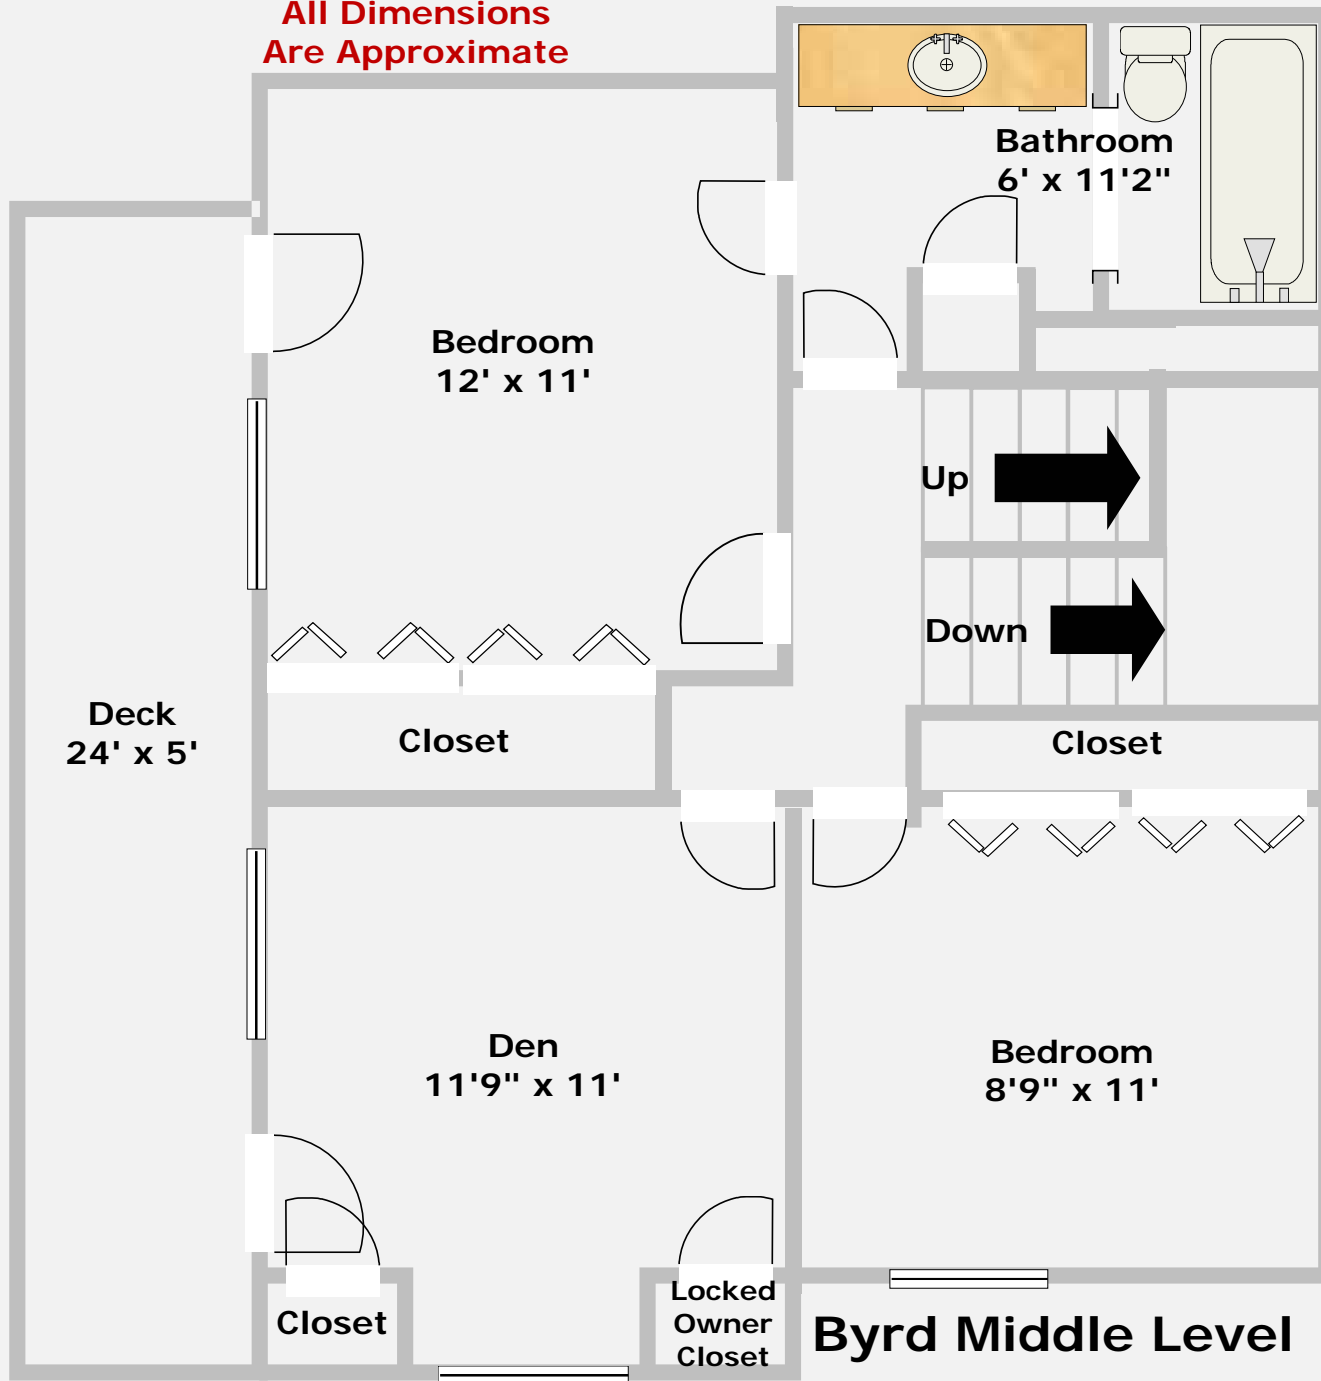 All Dimensions
Are Approximate
Bathroom
6' x 11'2"
Bedroom
12' x 11'
Up
Down
Deck
24' x 5'
Closet
Closet
Den
11'9" x 11'
Bedroom
8'9" x 11'
Closet
Locked
Owner
Closet
Byrd Middle Level